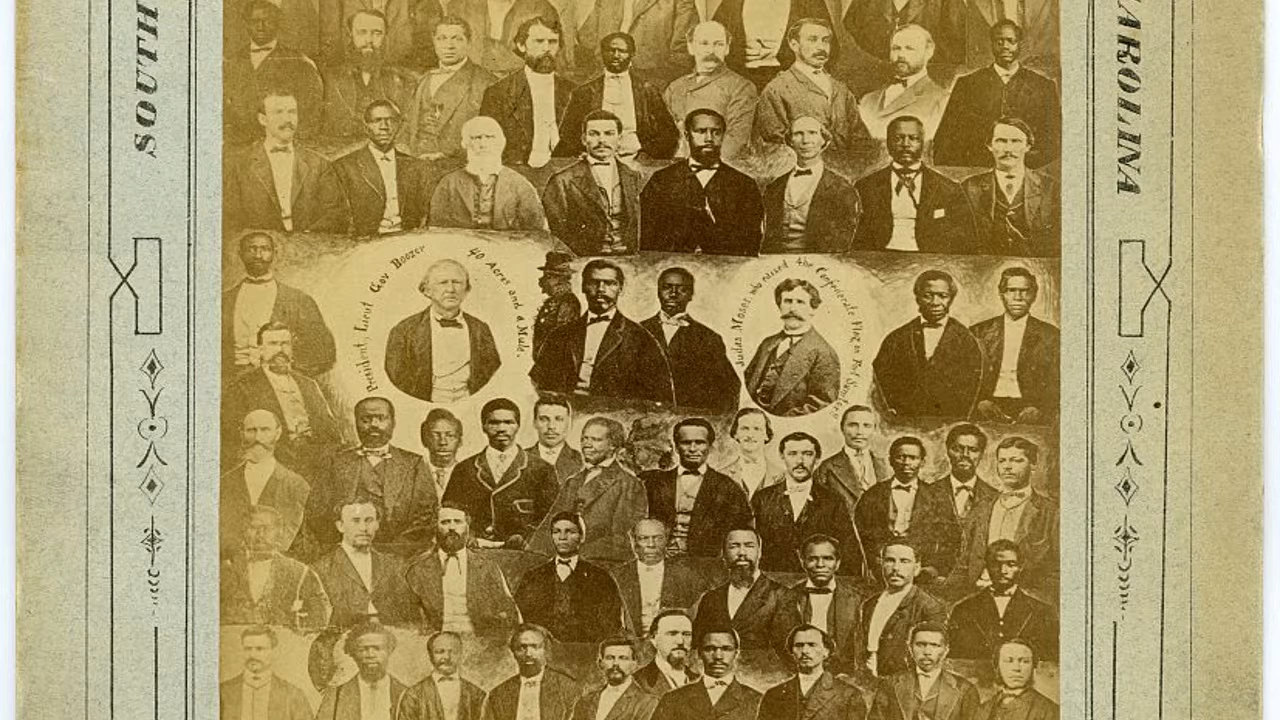 SOUTH
CAROLINA
President, Lieut Gov Boozer
40 Acres and a Mule.
Judas Moses who raised the Confederate Flag on Fort Sumter